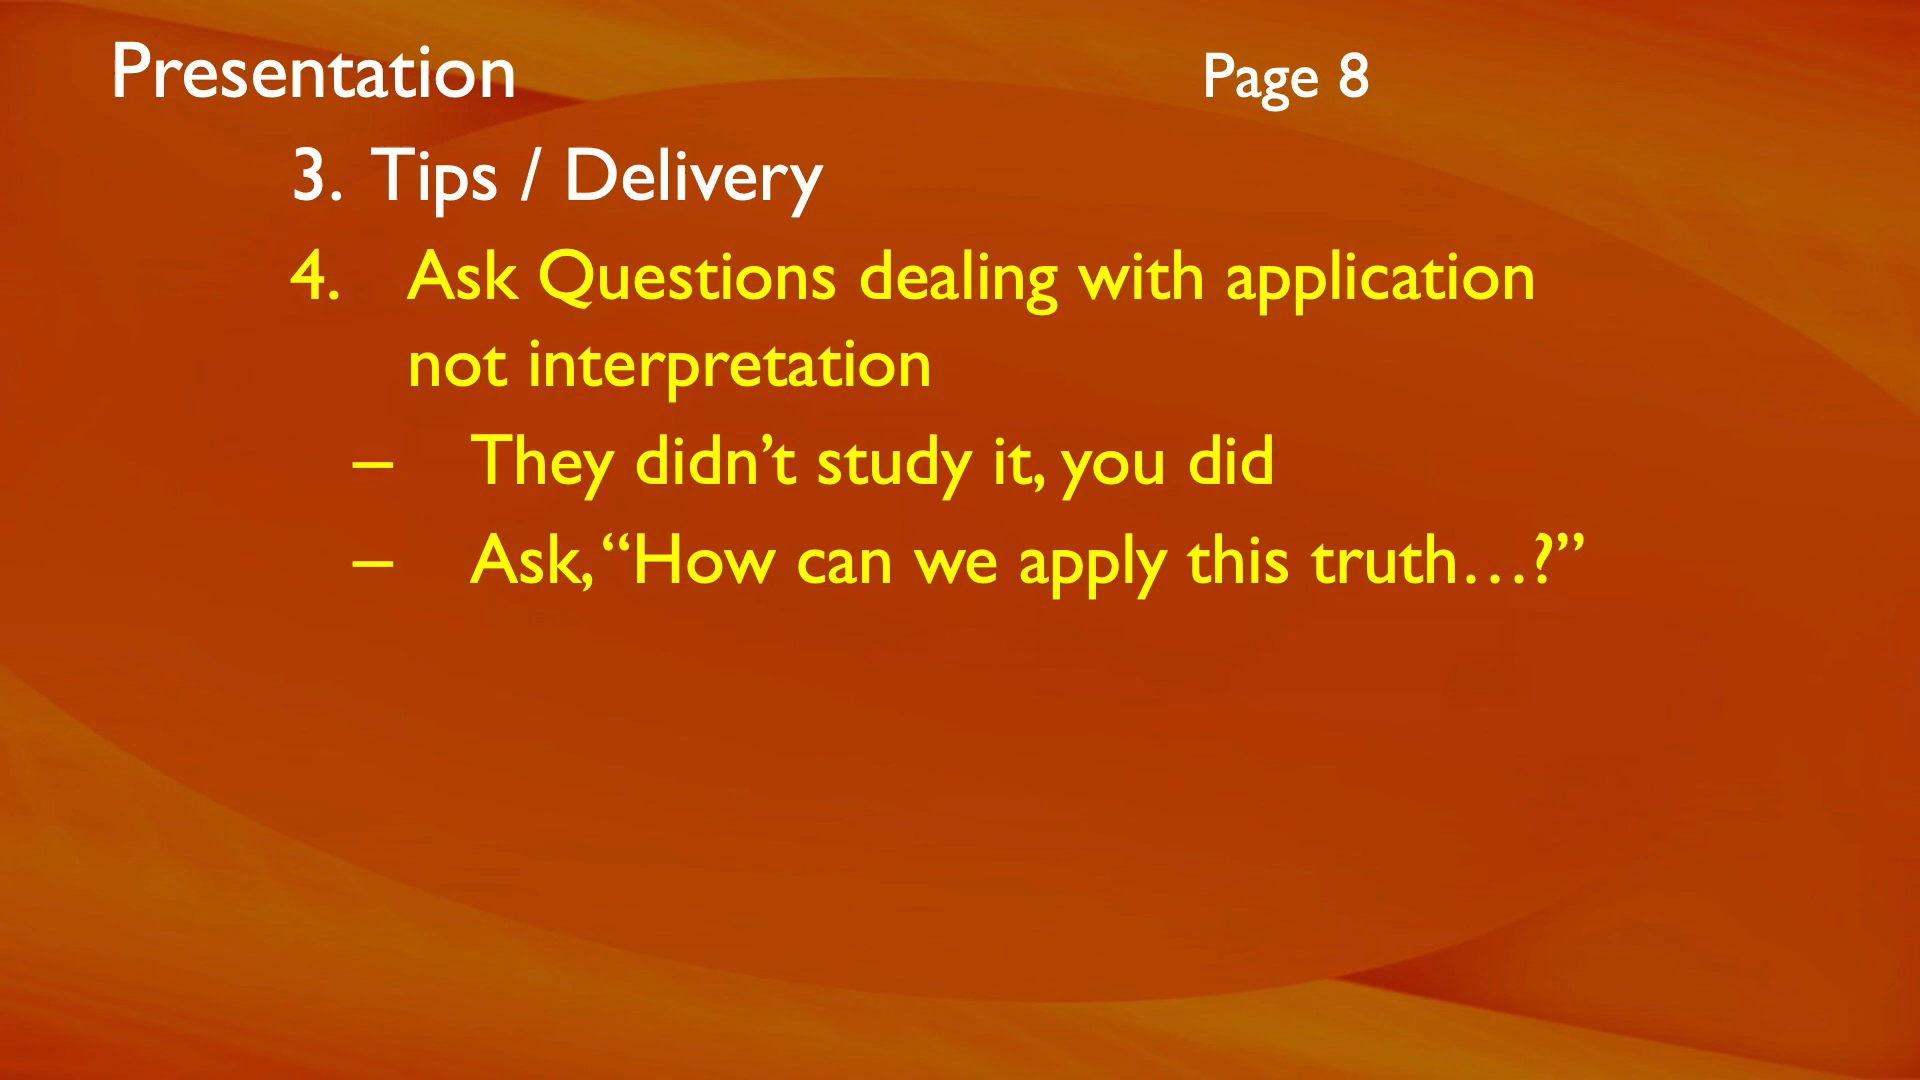 Presentation Page 8
3. Tips / Delivery
4. Ask Questions dealing with application
not interpretation
– They didn’t study it, you did
– Ask, “How can we apply this truth…?”